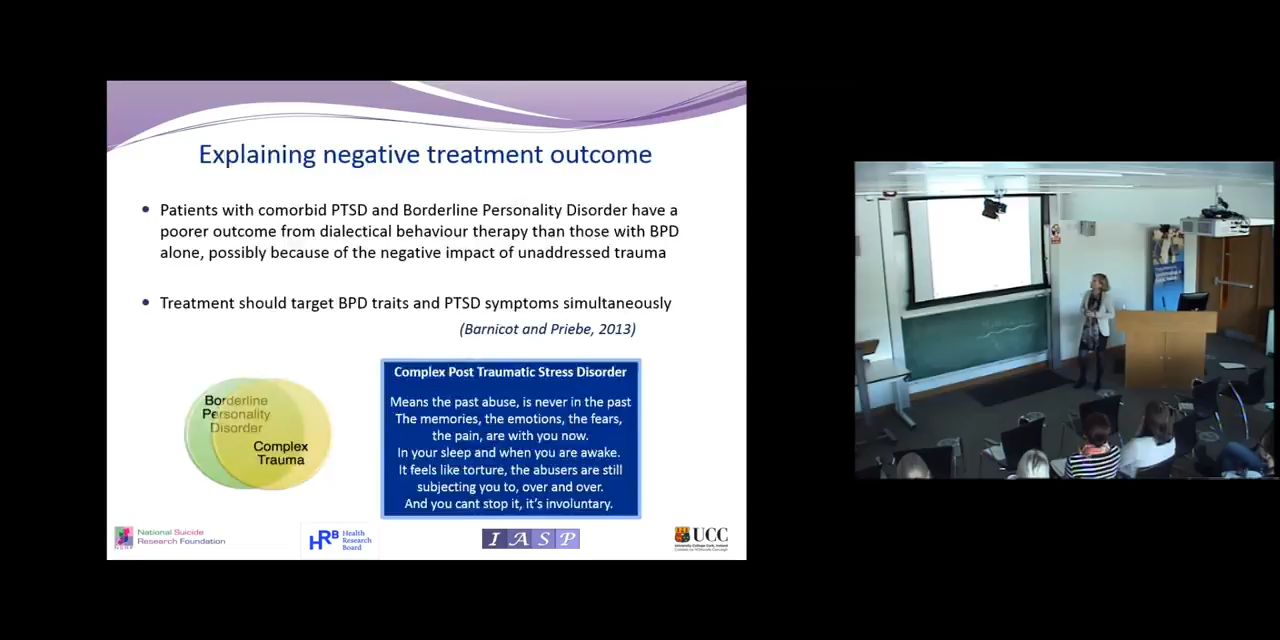 Explaining negative treatment outcome
• Patients with comorbid PTSD and Borderline Personality Disorder have a
poorer outcome from dialectical behaviour therapy than those with BPD
alone, possibly because of the negative impact of unaddressed trauma
• Treatment should target BPD traits and PTSD symptoms simultaneously
(Barnicot and Priebe, 2013)
Borderline
Personality
Disorder
Complex
Trauma
Complex Post Traumatic Stress Disorder
Means the past abuse, is never in the past
The memories, the emotions, the fears,
the pain, are with you now.
In your sleep and when you are awake.
It feels like torture, the abusers are still
subjecting you to, over and over.
And you cant stop it, it's involuntary.
National Suicide
Research Foundation
HRB Health
Research
Board
IASP
UCC